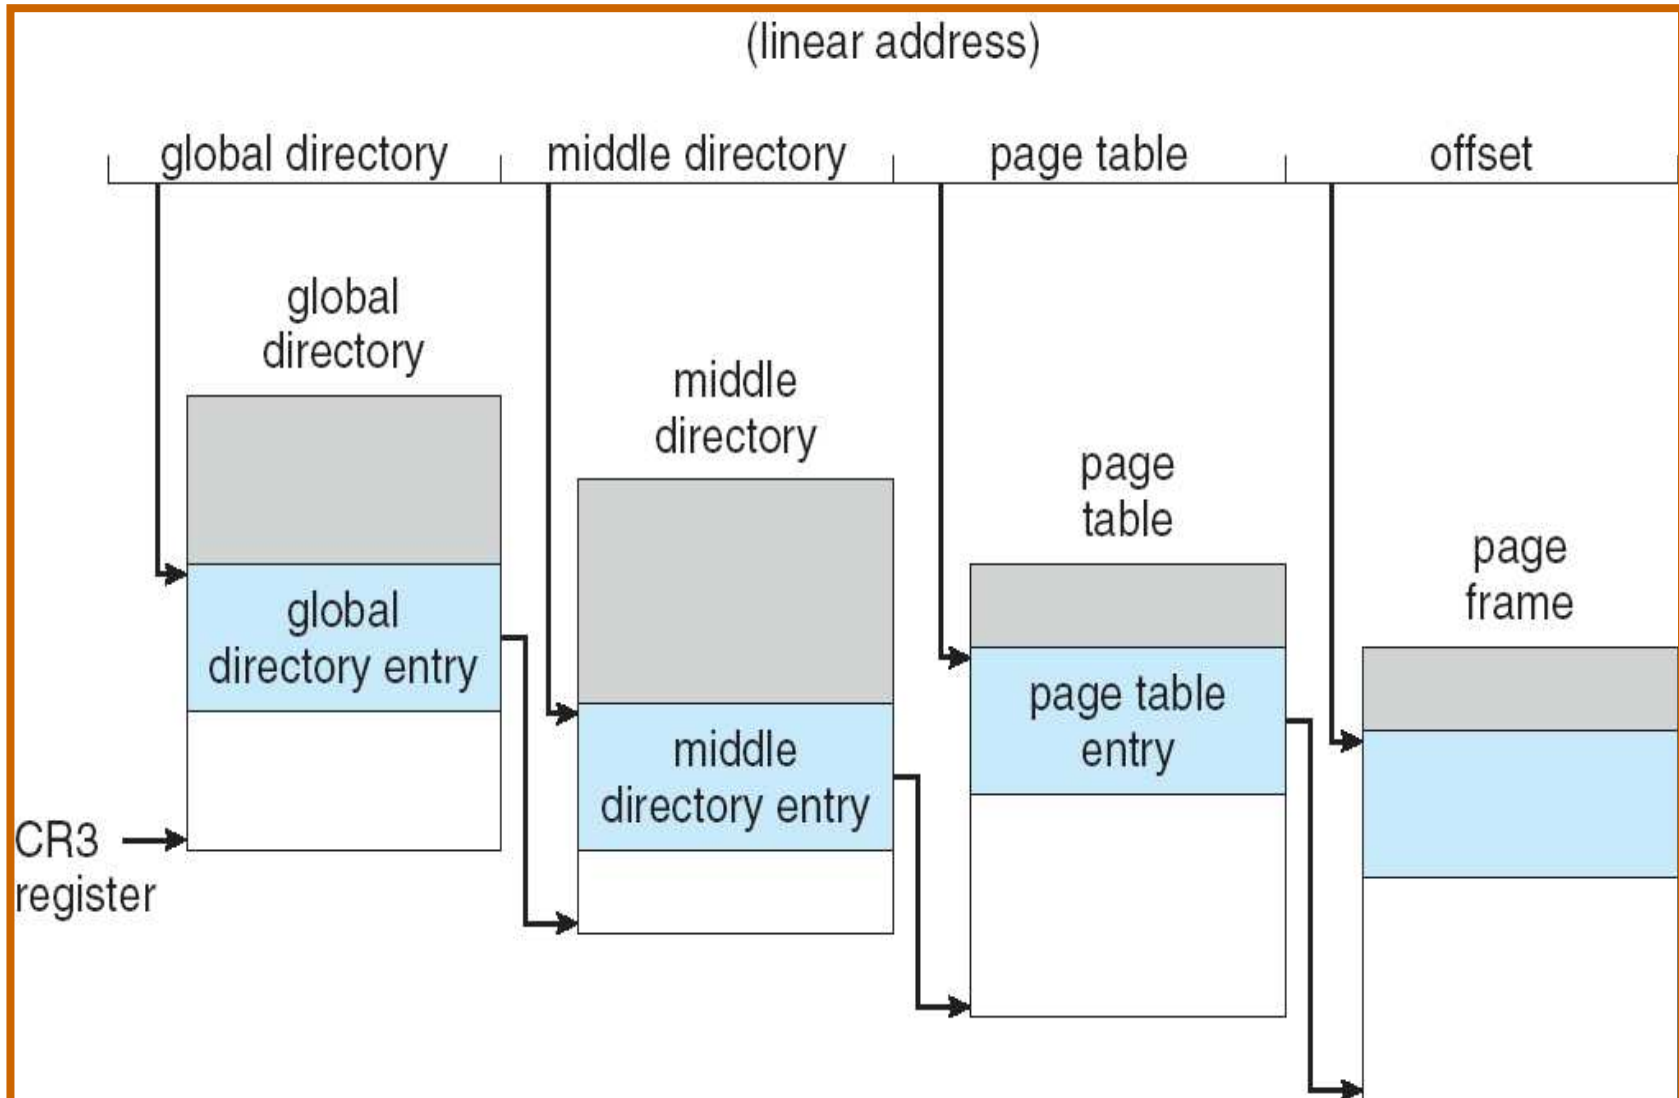 (linear address)
global directory
middle directory
page table
offset
global
directory
middle
directory
page
table
page
frame
global
directory entry
page table
entry
middle
directory entry
CR3
register